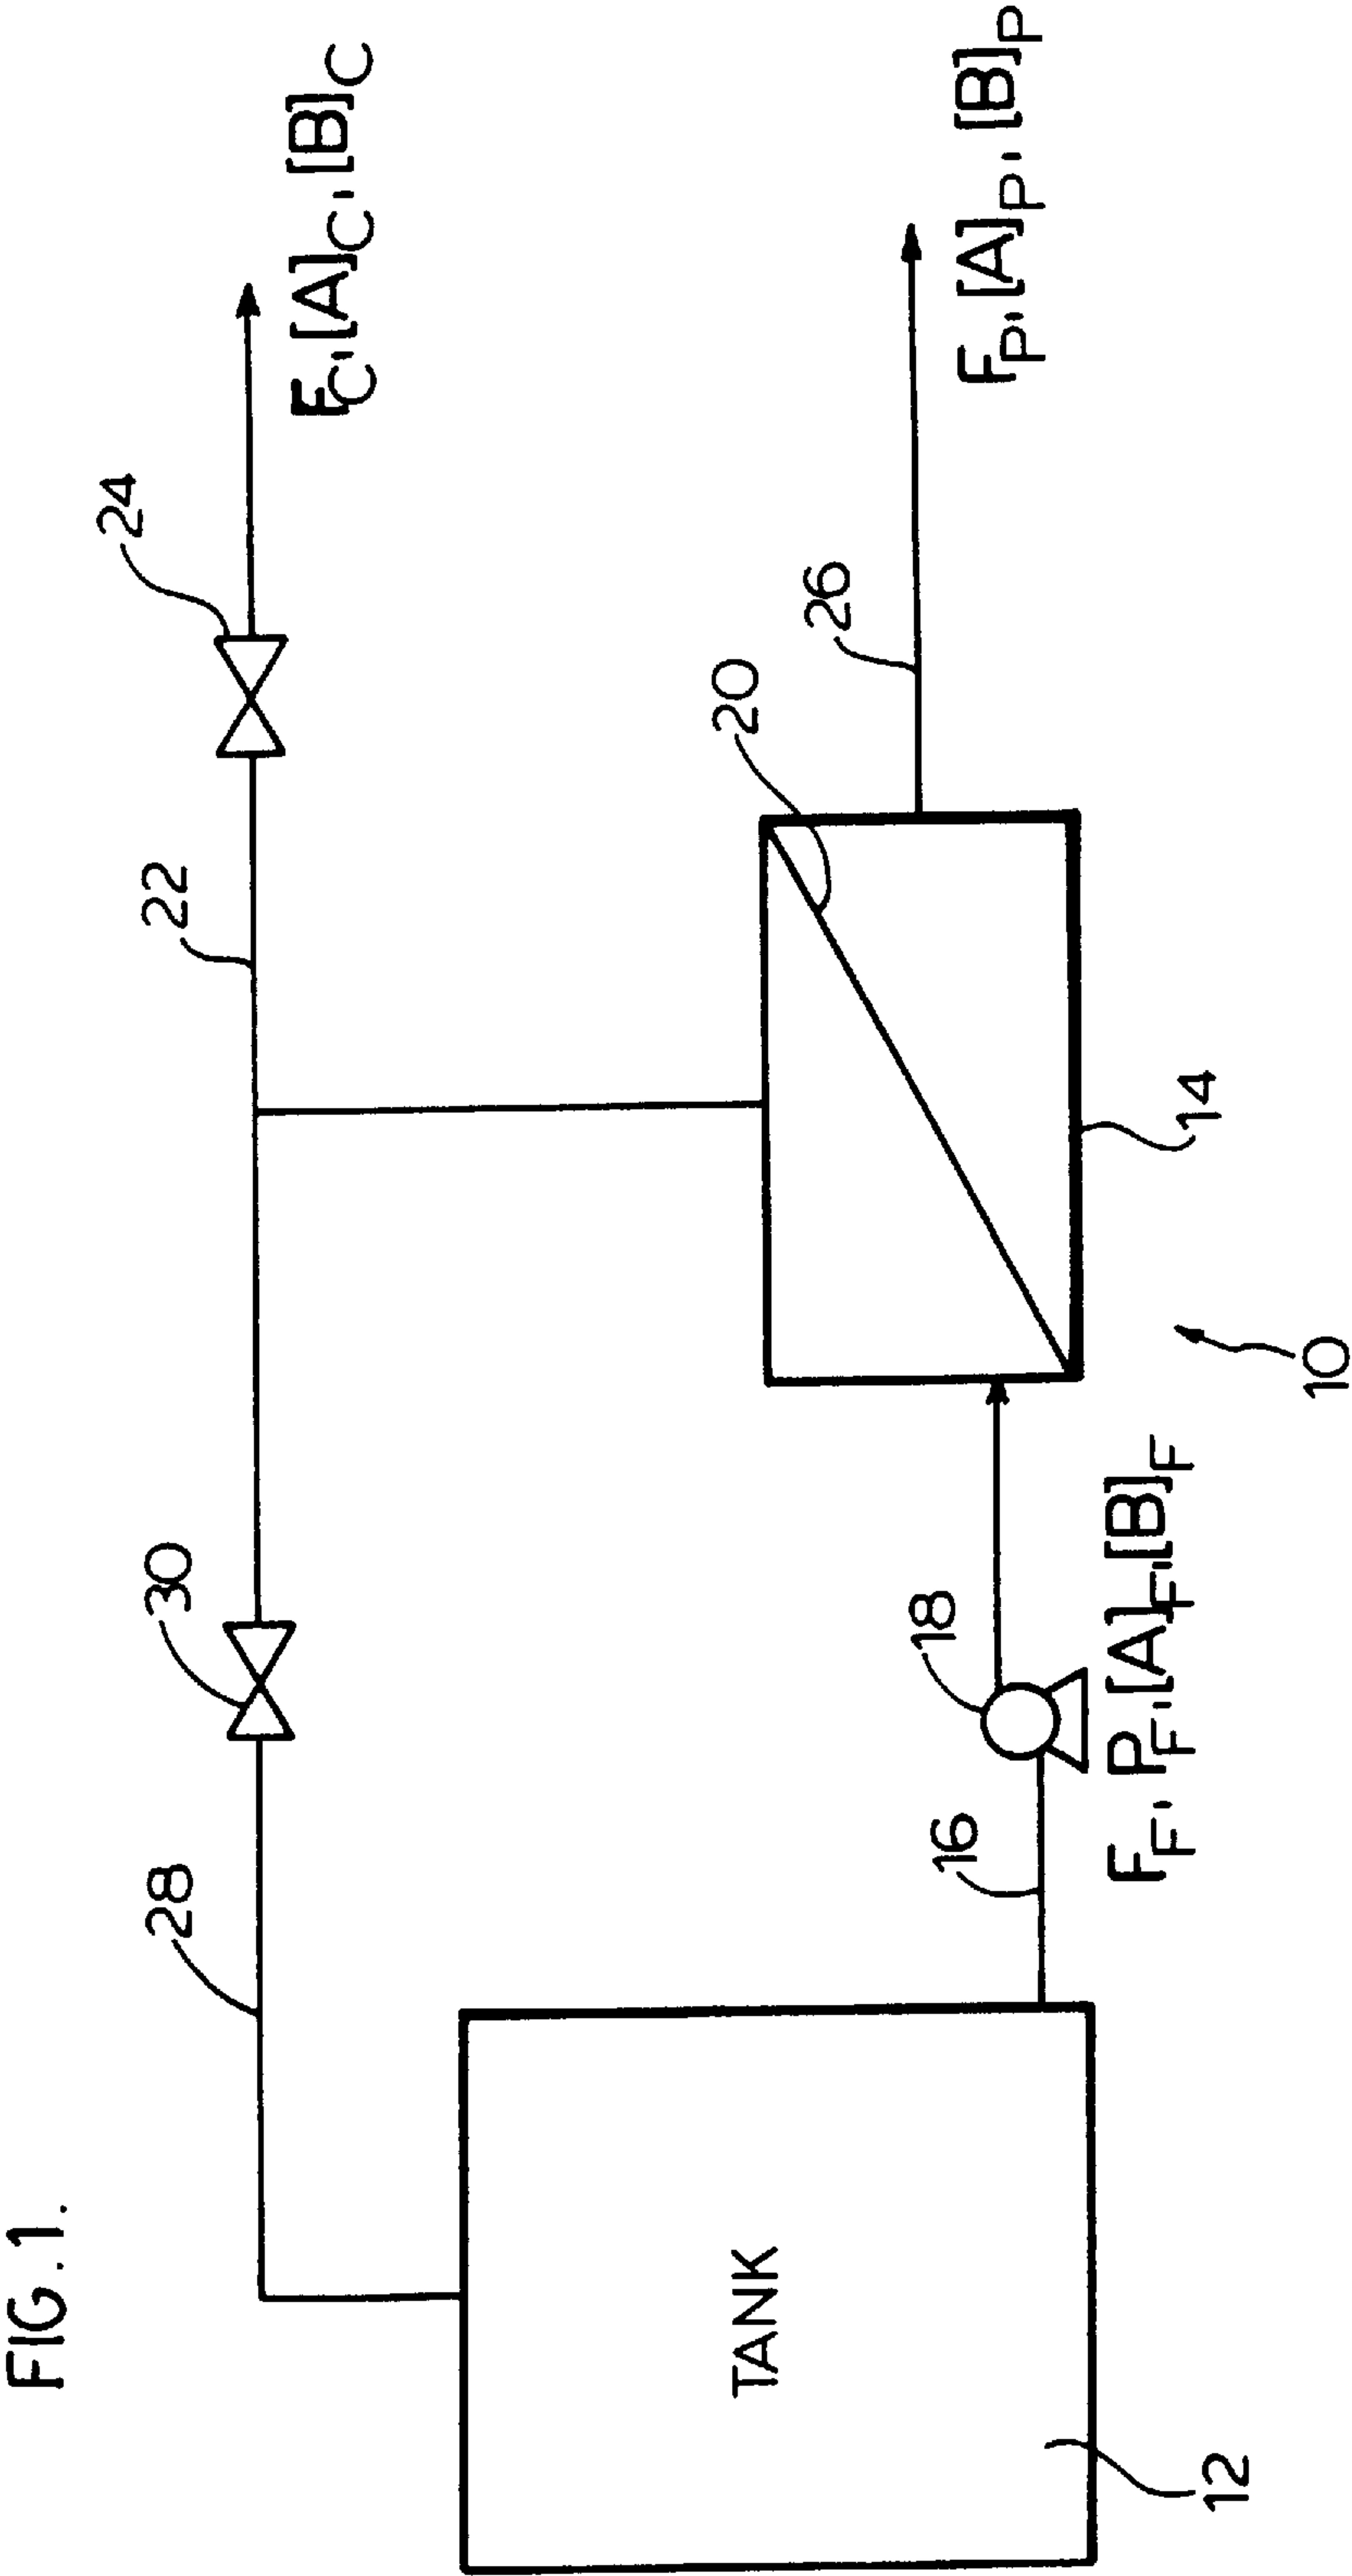 FIG.1.
24
F_C, [A]_C, [B]_C
30
22
28
20
26
F_P, [A]_P, [B]_P
18
16
14
TANK
F_F, P_F, [A]_F, [B]_F
10
12